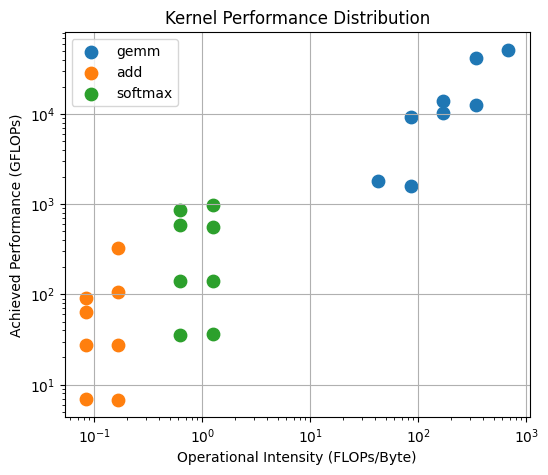 Kernel Performance Distribution
gemm
add
softmax
Achieved Performance (GFLOPs)
10⁴
10³
10²
10¹
10⁻¹
10⁰
10¹
10²
10³
Operational Intensity (FLOPs/Byte)